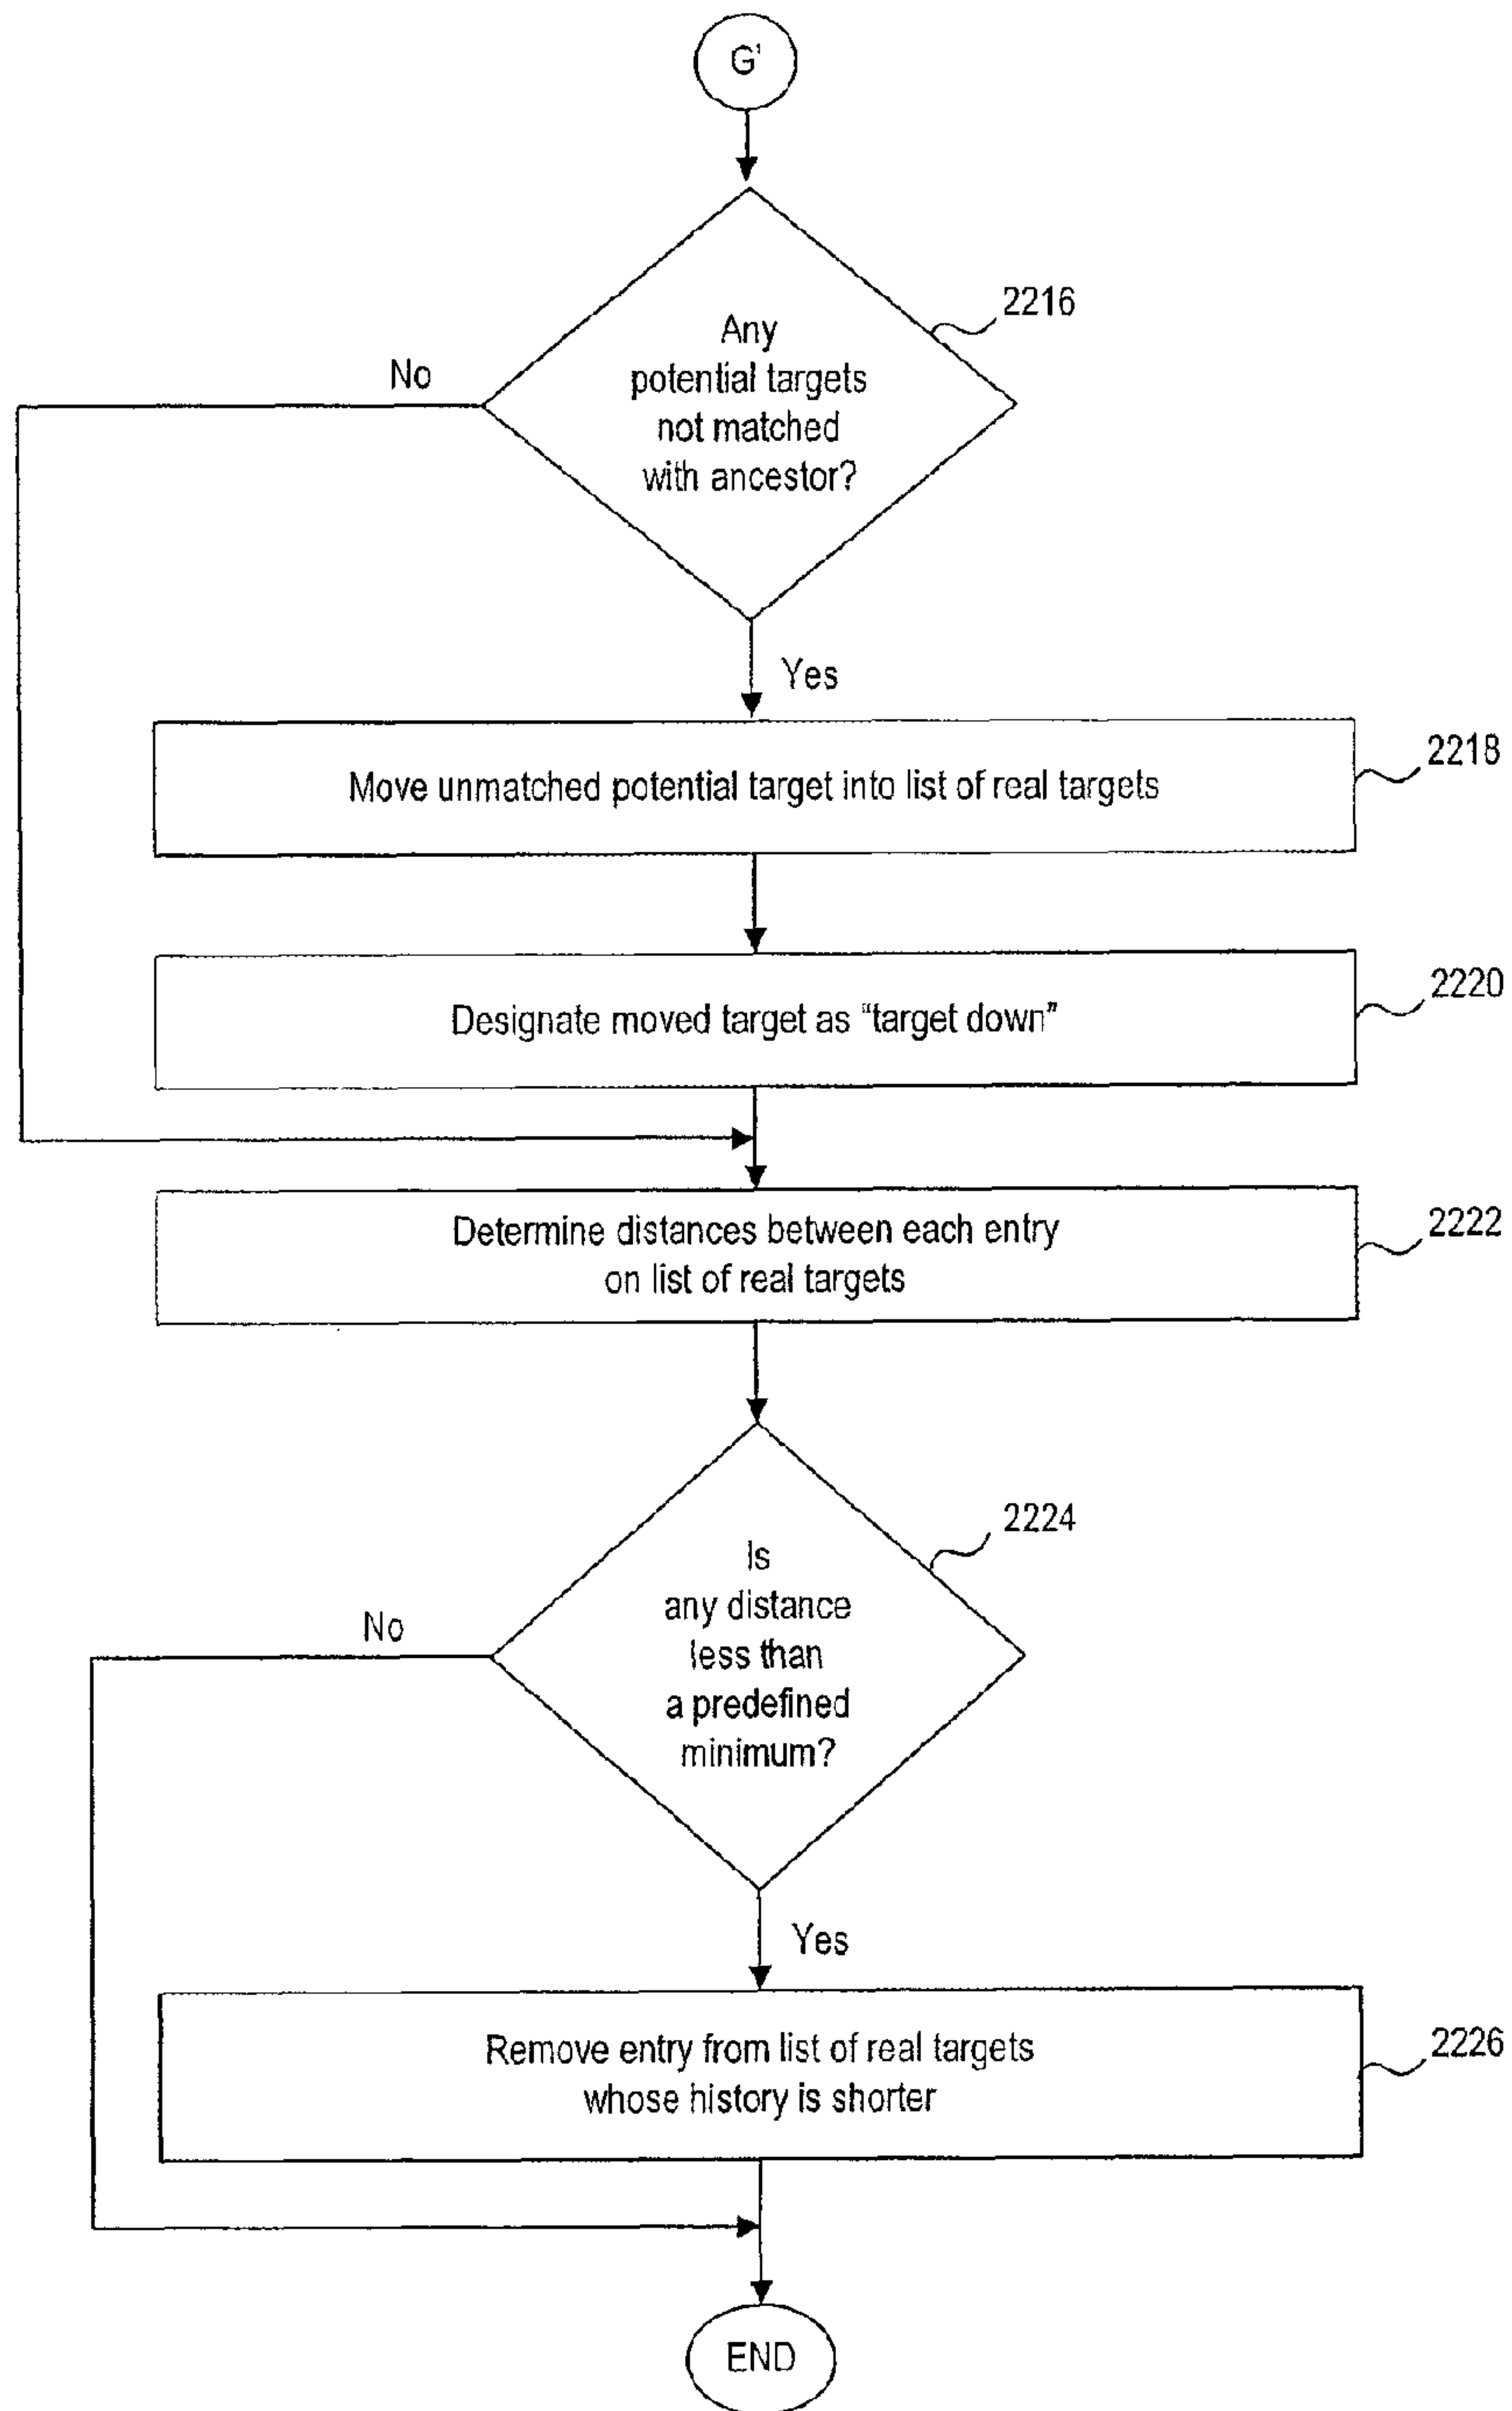 G'
2216
Any
potential targets
not matched
with ancestor?
No
Yes
2218
Move unmatched potential target into list of real targets
2220
Designate moved target as “target down”
2222
Determine distances between each entry
on list of real targets
2224
Is
any distance
less than
a predefined
minimum?
No
Yes
2226
Remove entry from list of real targets
whose history is shorter
END